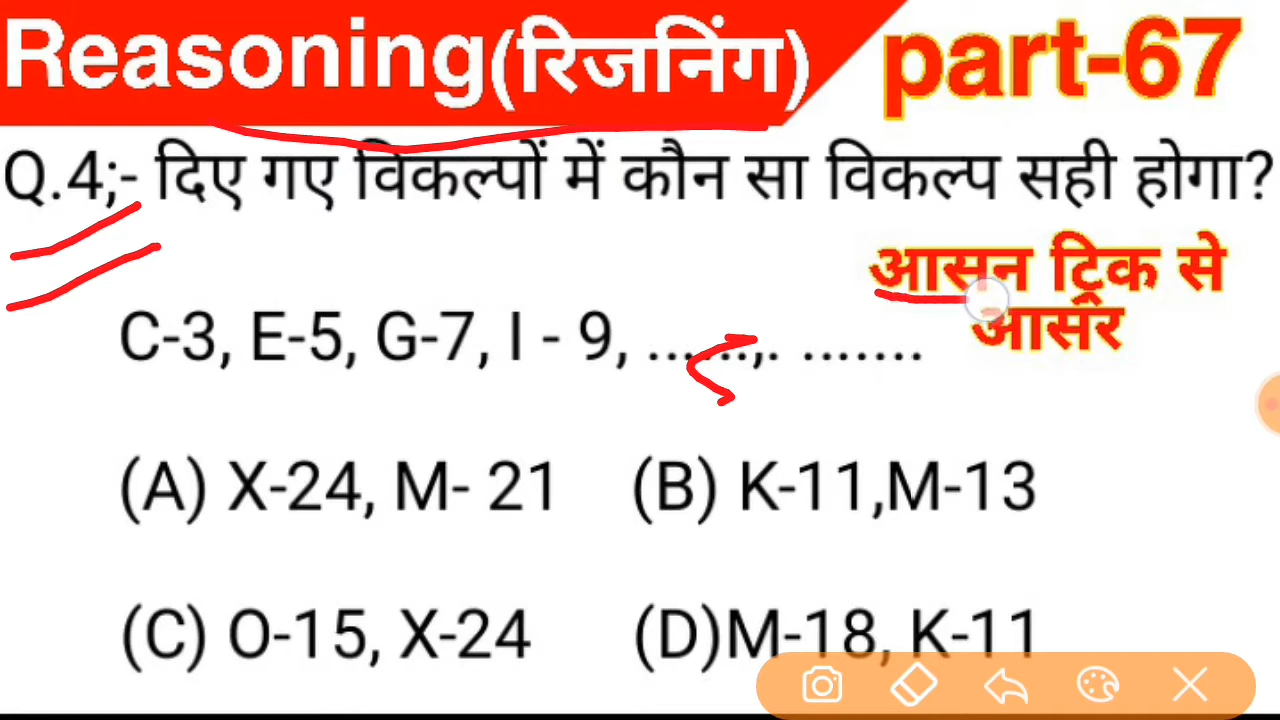 Reasoning(रिजनिंग) part-67
Q.4;- दिए गए विकल्पों में कौन सा विकल्प सही होगा?
आसन ट्रिक से
आसंर
C-3, E-5, G-7, I - 9, ......,. .......
(A) X-24, M- 21 (B) K-11,M-13
(C) O-15, X-24 (D)M-18, K-11